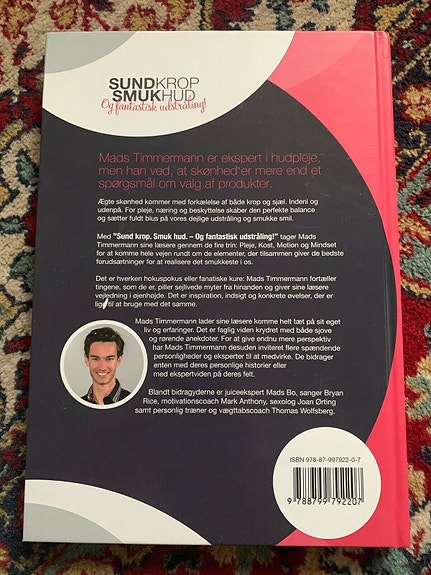 SUNDKROP
SMUKHUD
Og fantastisk udstråling!
Mads Timmermann er ekspert i hudpleje,
men han ved, at skønhed er mere end et
spørgsmål om valg af produkter.
Ægte skønhed kommer med forkælelse af både krop og sjæl. Indeni og
udenpå. For pleje, næring og beskyttelse skaber den perfekte balance
og sætter fuldt blus på vores dejlige udstråling og smukke smil.
Med "Sund krop. Smuk hud. – Og fantastisk udstråling!" tager Mads
Timmermann sine læsere gennem de fire trin: Pleje, Kost, Motion og Mindset
for at komme hele vejen rundt om de elementer, der tilsammen giver de bedste
forudsætninger for at realisere det smukkeste i os.
Det er hverken hokuspokus eller fanatiske kure: Mads Timmermann fortæller
tingene, som de er, piller sejlivede myter fra hinanden og giver sine læsere
vejledning i øjenhøjde. Det er inspiration, indsigt og konkrete øvelser, der er
lige til at bruge med det samme.
Mads Timmermann lader sine læsere komme helt tæt på sit eget
liv og erfaringer. Det er faglig viden krydret med både sjove
og rørende anekdoter. For at give endnu mere perspektiv
har Mads Timmermann desuden inviteret flere spændende
personligheder og eksperter til at medvirke. De bidrager
enten med deres personlige historier eller
med ekspertviden på deres felt.
Blandt bidragyderne er juiceekspert Mads Bo, sanger Bryan
Rice, motivationscoach Mark Anthony, sexolog Joan Ørting
samt personlig træner og vægttabscoach Thomas Wolfsberg.
ISBN 978-87-997922-0-7
9 788799 792207